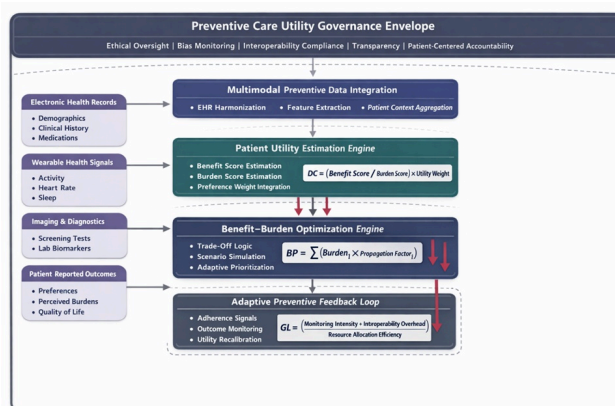 Preventive Care Utility Governance Envelope
Ethical Oversight | Bias Monitoring | Interoperability Compliance | Transparency | Patient-Centered Accountability
Multimodal Preventive Data Integration
• EHR Harmonization • Feature Extraction • Patient Context Aggregation
Electronic Health Records
• Demographics
• Clinical History
• Medications
Patient Utility Estimation Engine
• Benefit Score Estimation
• Burden Score Estimation
• Preference Weight Integration
DC = (Benefit Score / Burden Score) × Utility Weight
Wearable Health Signals
• Activity
• Heart Rate
• Sleep
Benefit–Burden Optimization Engine
• Trade-Off Logic
• Scenario Simulation
• Adaptive Prioritization
BP = ∑ (Burden_i × Propagation Factor_i)
Imaging & Diagnostics
• Screening Tests
• Lab Biomarkers
Patient Reported Outcomes
• Preferences
• Perceived Burdens
• Quality of Life
Adaptive Preventive Feedback Loop
• Adherence Signals
• Outcome Monitoring
• Utility Recalibration
GL = (Monitoring Intensity + Interoperability Overhead)
Resource Allocation Efficiency